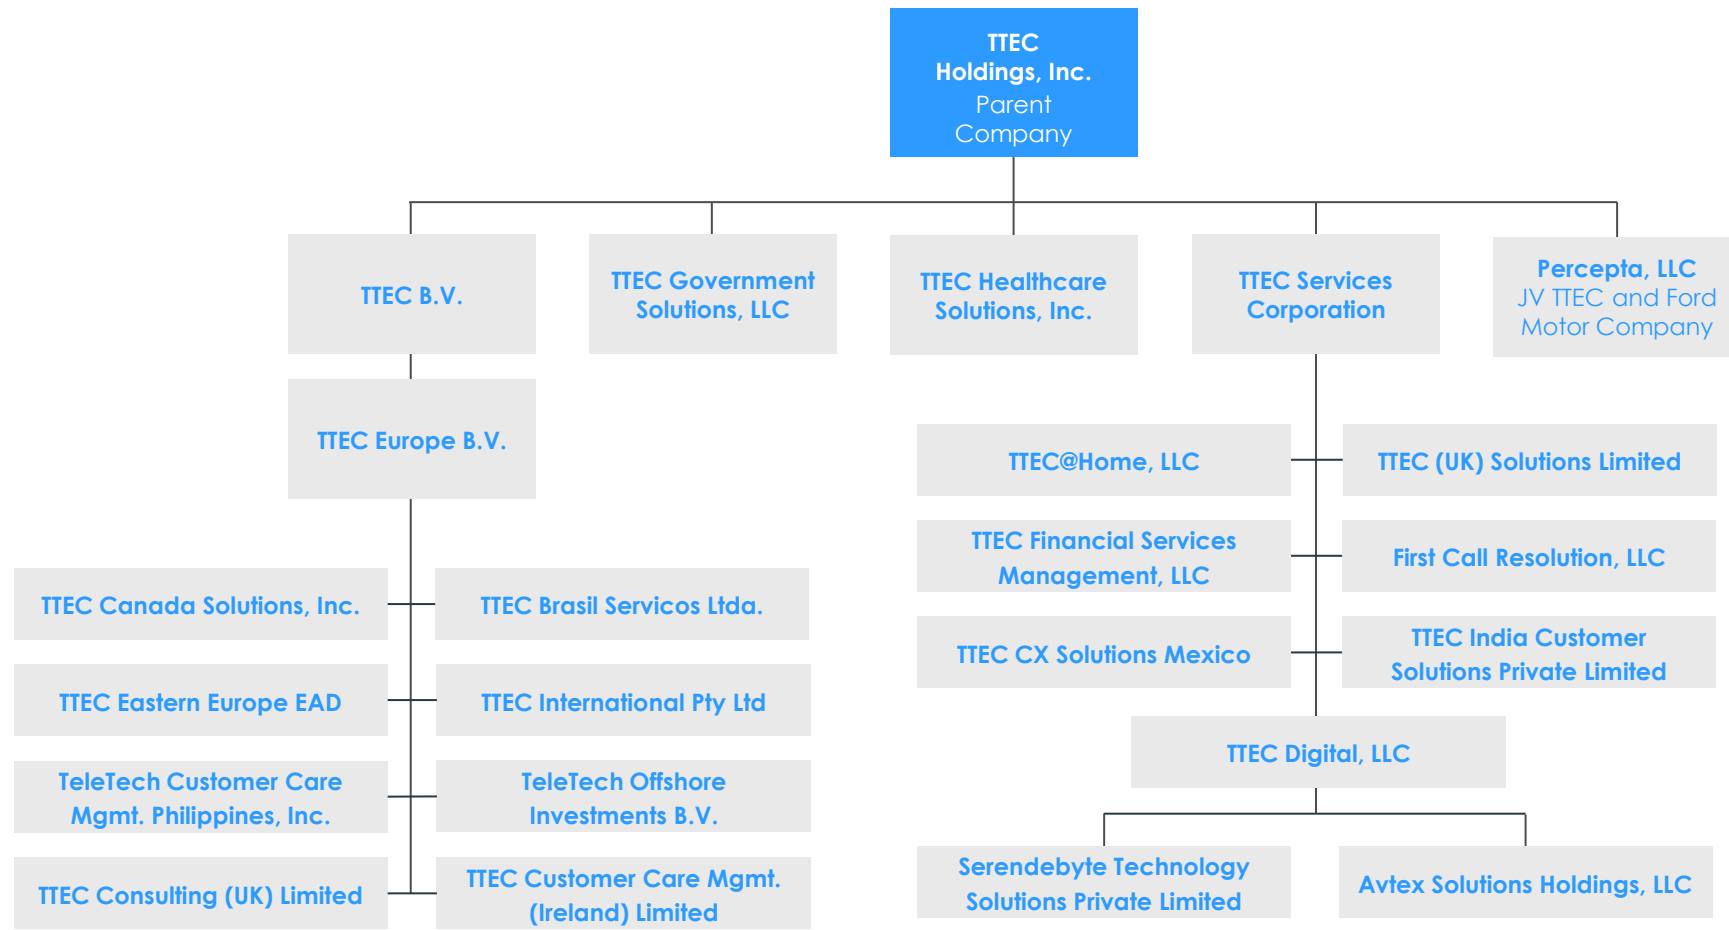 TTEC
Holdings, Inc.
Parent
Company
TTEC B.V.
TTEC Government
Solutions, LLC
TTEC Healthcare
Solutions, Inc.
TTEC Services
Corporation
Percepta, LLC
JV TTEC and Ford
Motor Company
TTEC Europe B.V.
TTEC Canada Solutions, Inc.
TTEC Brasil Servicos Ltda.
TTEC Eastern Europe EAD
TTEC International Pty Ltd
TeleTech Customer Care
Mgmt. Philippines, Inc.
TeleTech Offshore
Investments B.V.
TTEC Consulting (UK) Limited
TTEC Customer Care Mgmt.
(Ireland) Limited
TTEC@Home, LLC
TTEC (UK) Solutions Limited
TTEC Financial Services
Management, LLC
First Call Resolution, LLC
TTEC CX Solutions Mexico
TTEC India Customer
Solutions Private Limited
TTEC Digital, LLC
Serendebyte Technology
Solutions Private Limited
Avtex Solutions Holdings, LLC